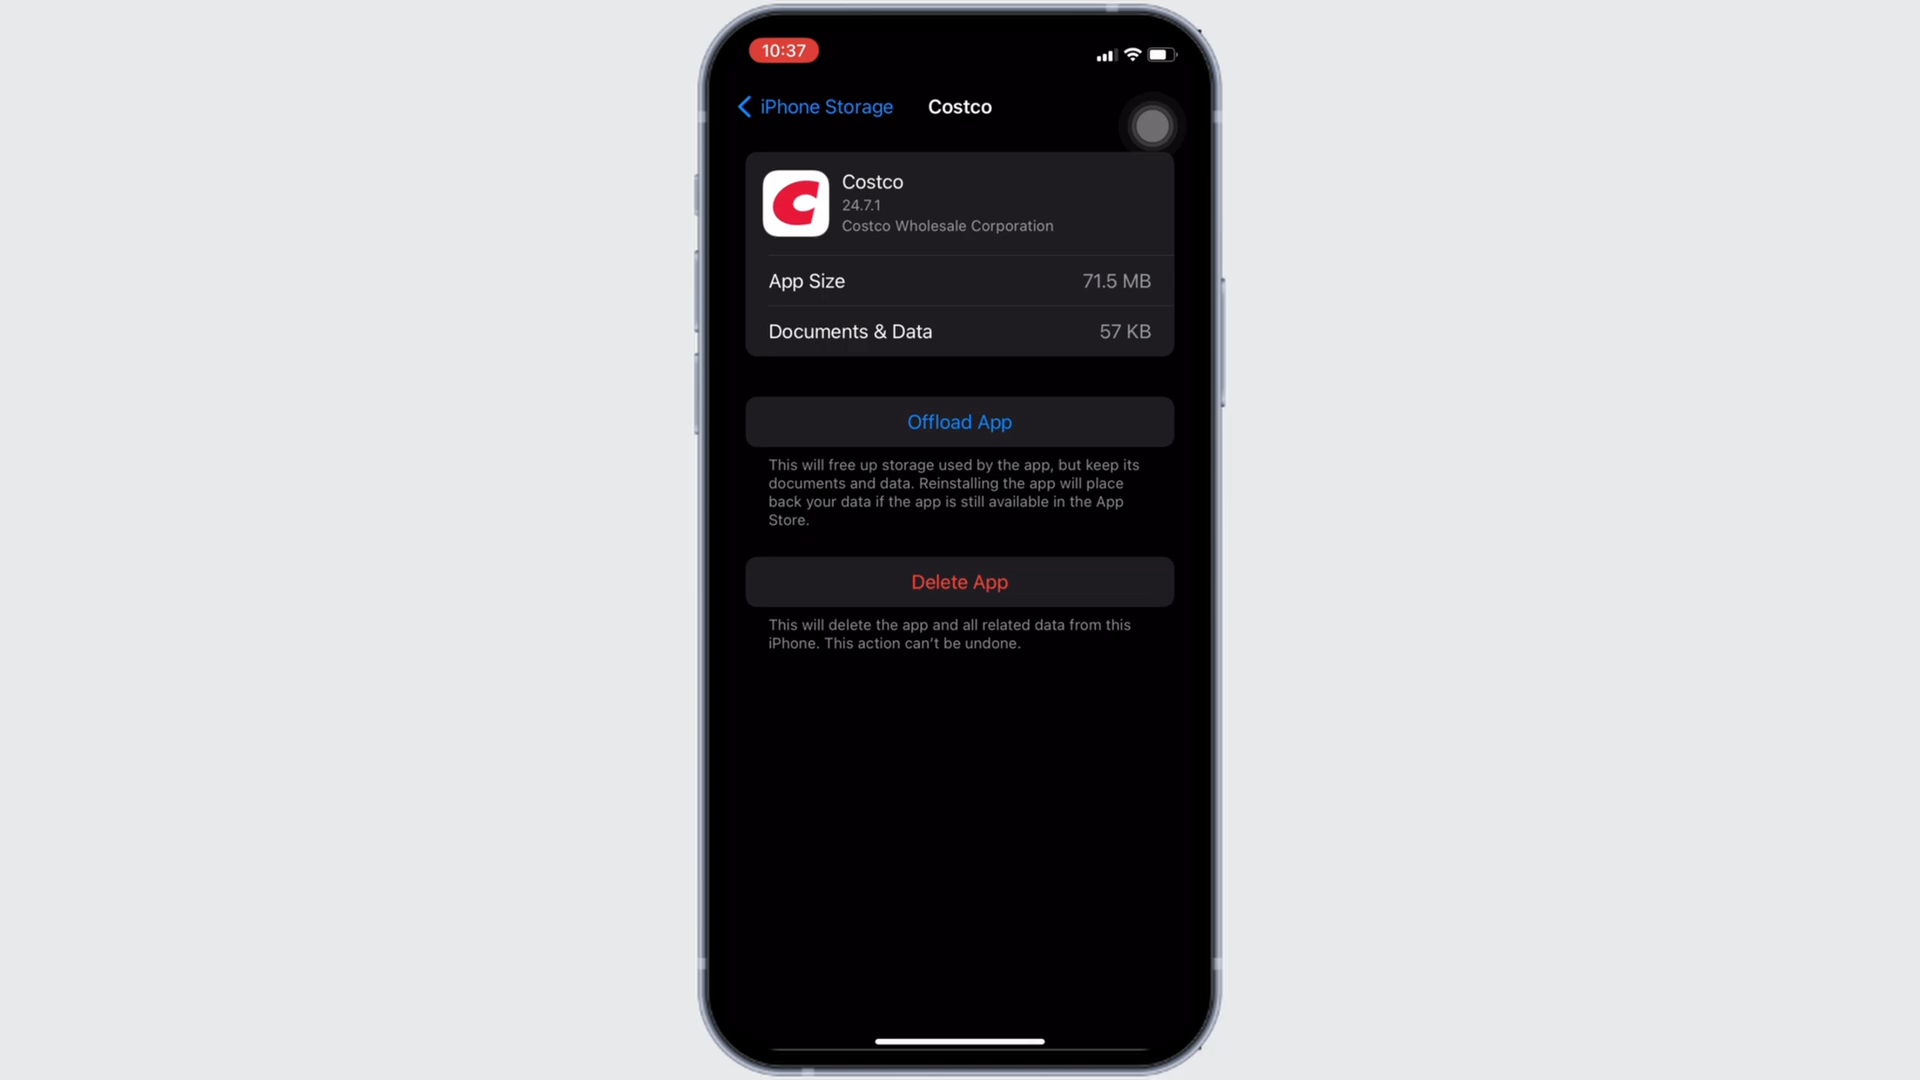 10:37
iPhone Storage
Costco
Costco
24.7.1
Costco Wholesale Corporation
App Size
71.5 MB
Documents & Data
57 KB
Offload App
This will free up storage used by the app, but keep its
documents and data. Reinstalling the app will place
back your data if the app is still available in the App
Store.
Delete App
This will delete the app and all related data from this
iPhone. This action can't be undone.